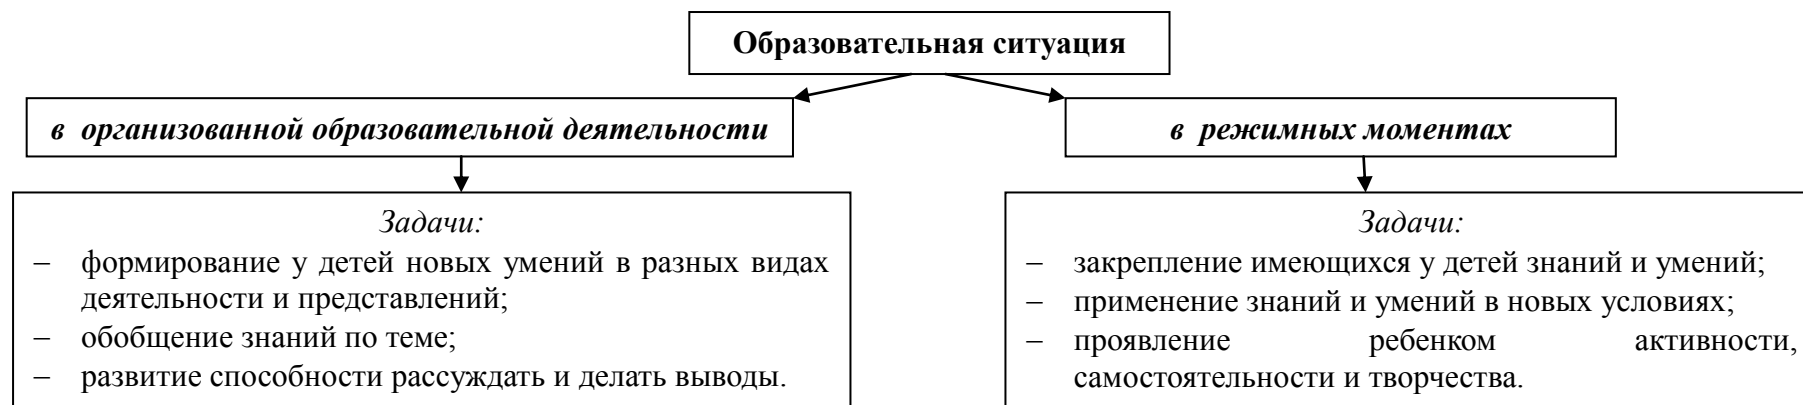 Образовательная ситуация
в организованной образовательной деятельности
в режимных моментах
Задачи:
– формирование у детей новых умений в разных видах
деятельности и представлений;
– обобщение знаний по теме;
– развитие способности рассуждать и делать выводы.
Задачи:
– закрепление имеющихся у детей знаний и умений;
– применение знаний и умений в новых условиях;
– проявление ребенком активности,
самостоятельности и творчества.